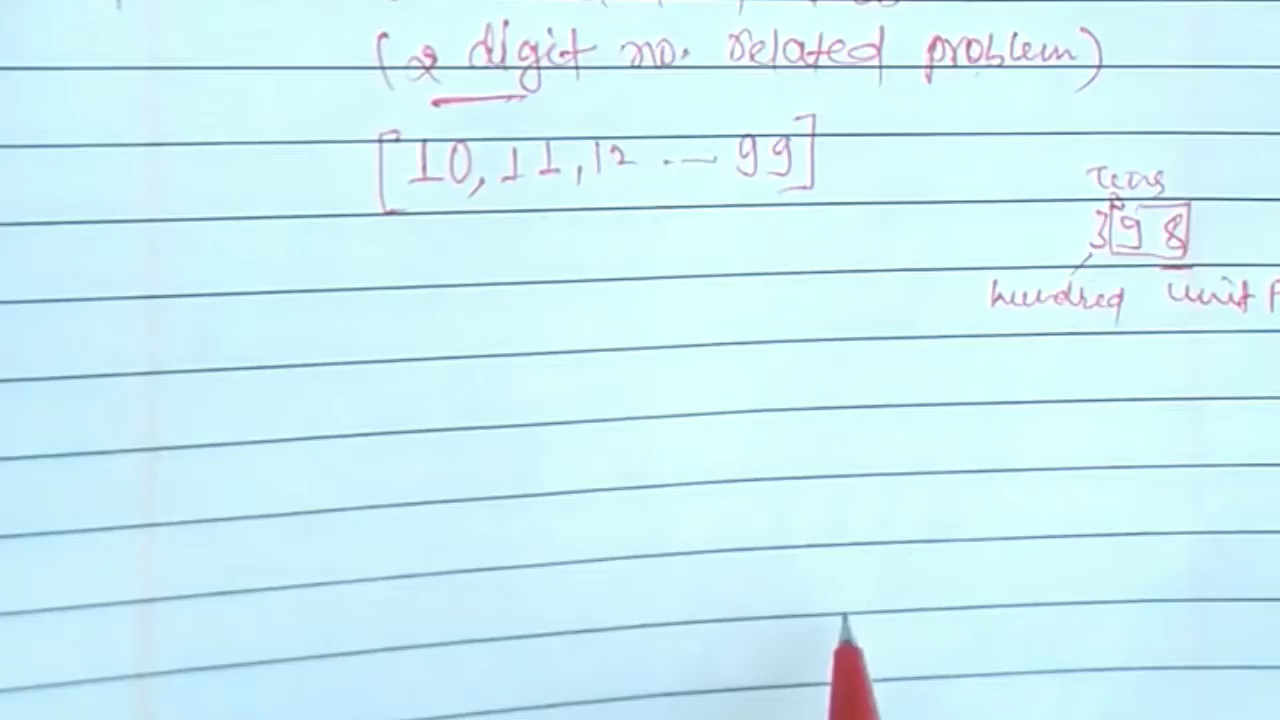 (2 digit no. related problem)
[10, 11, 12 .-- 99]
Tens
398
hundred unit P